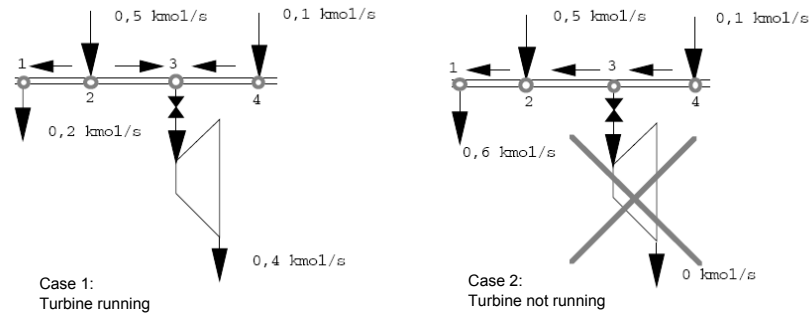 0,5 kmol/s
0,1 kmol/s
1
2
3
4
0,2 kmol/s
0,4 kmol/s
Case 1:
Turbine running
0,5 kmol/s
0,1 kmol/s
1
2
3
4
0,6 kmol/s
0 kmol/s
Case 2:
Turbine not running